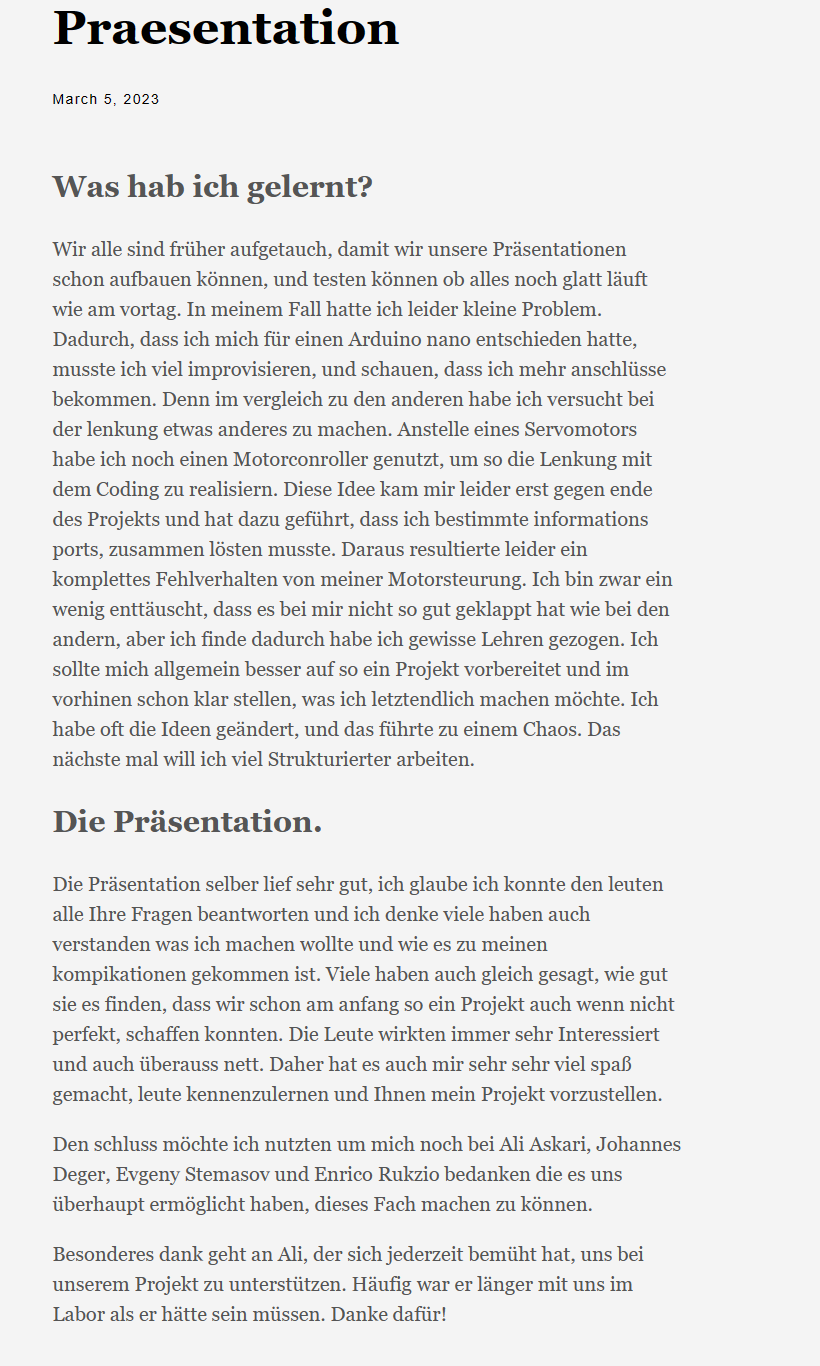 Praesentation
March 5, 2023
Was hab ich gelernt?
Wir alle sind früher aufgetauch, damit wir unsere Präsentationen
schon aufbauen können, und testen können ob alles noch glatt läuft
wie am vortag. In meinem Fall hatte ich leider kleine Problem.
Dadurch, dass ich mich für einen Arduino nano entschieden hatte,
musste ich viel improvisieren, und schauen, dass ich mehr anschlüsse
bekommen. Denn im vergleich zu den anderen habe ich versucht bei
der lenkung etwas anderes zu machen. Anstelle eines Servomotors
habe ich noch einen Motorconroller genutzt, um so die Lenkung mit
dem Coding zu realisiern. Diese Idee kam mir leider erst gegen ende
des Projekts und hat dazu geführt, dass ich bestimmte informations
ports, zusammen lösten musste. Daraus resultierte leider ein
komplettes Fehlverhalten von meiner Motorsteurung. Ich bin zwar ein
wenig enttäuscht, dass es bei mir nicht so gut geklappt hat wie bei den
andern, aber ich finde dadurch habe ich gewisse Lehren gezogen. Ich
sollte mich allgemein besser auf so ein Projekt vorbereitet und im
vorhinen schon klar stellen, was ich letztendlich machen möchte. Ich
habe oft die Ideen geändert, und das führte zu einem Chaos. Das
nächste mal will ich viel Strukturierter arbeiten.
Die Präsentation.
Die Präsentation selber lief sehr gut, ich glaube ich konnte den leuten
alle Ihre Fragen beantworten und ich denke viele haben auch
verstanden was ich machen wollte und wie es zu meinen
kompikationen gekommen ist. Viele haben auch gleich gesagt, wie gut
sie es finden, dass wir schon am anfang so ein Projekt auch wenn nicht
perfekt, schaffen konnten. Die Leute wirkten immer sehr Interessiert
und auch überauss nett. Daher hat es auch mir sehr sehr viel spaß
gemacht, leute kennenzulernen und Ihnen mein Projekt vorzustellen.
Den schluss möchte ich nutzten um mich noch bei Ali Askari, Johannes
Deger, Evgeny Stemasov und Enrico Rukzio bedanken die es uns
überhaupt ermöglicht haben, dieses Fach machen zu können.
Besonderes dank geht an Ali, der sich jederzeit bemüht hat, uns bei
unserem Projekt zu unterstützen. Häufig war er länger mit uns im
Labor als er hätte sein müssen. Danke dafür!